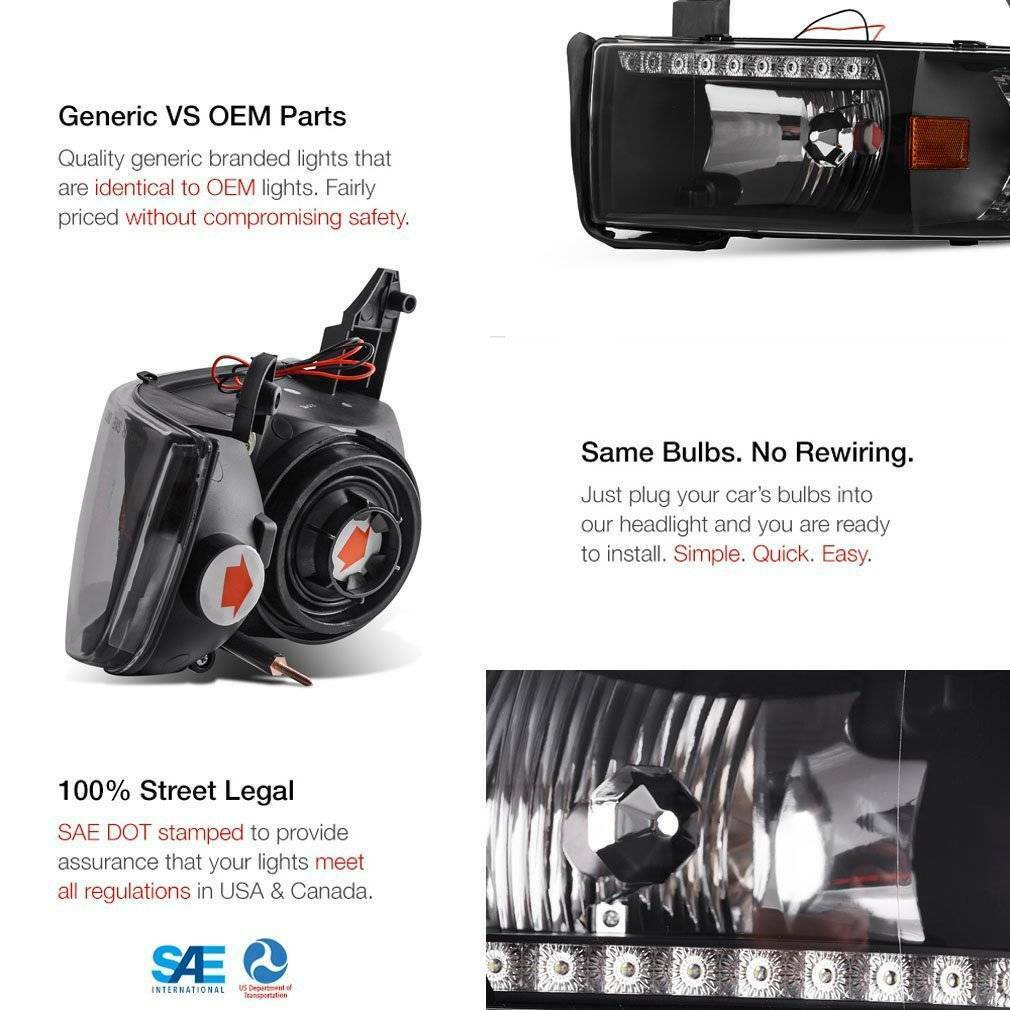 Generic VS OEM Parts
Quality generic branded lights that
are identical to OEM lights. Fairly
priced without compromising safety.
Same Bulbs. No Rewiring.
Just plug your car's bulbs into
our headlight and you are ready
to install. Simple. Quick. Easy.
100% Street Legal
SAE DOT stamped to provide
assurance that your lights meet
all regulations in USA & Canada.
SAE
INTERNATIONAL
US Department of
Transportation